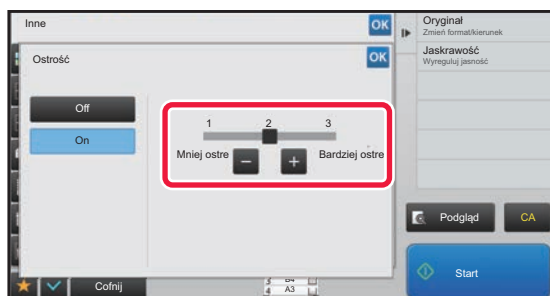 Inne
OK
Ostrość
OK
Off
On
1 2 3
Mniej ostre
−
+
Bardziej ostre
Cofnij
4 A3
Oryginał
Zmień format/kierunek
Jaskrawość
Wyreguluj jasność
Podgląd
CA
Start